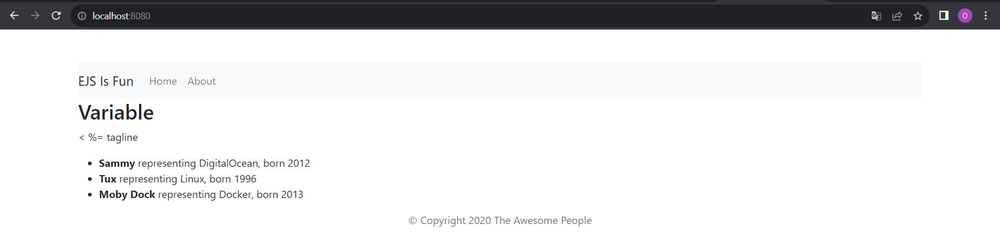 localhost:8080
O
EJS Is Fun Home About
Variable
< %= tagline
Sammy representing DigitalOcean, born 2012
Tux representing Linux, born 1996
Moby Dock representing Docker, born 2013
© Copyright 2020 The Awesome People